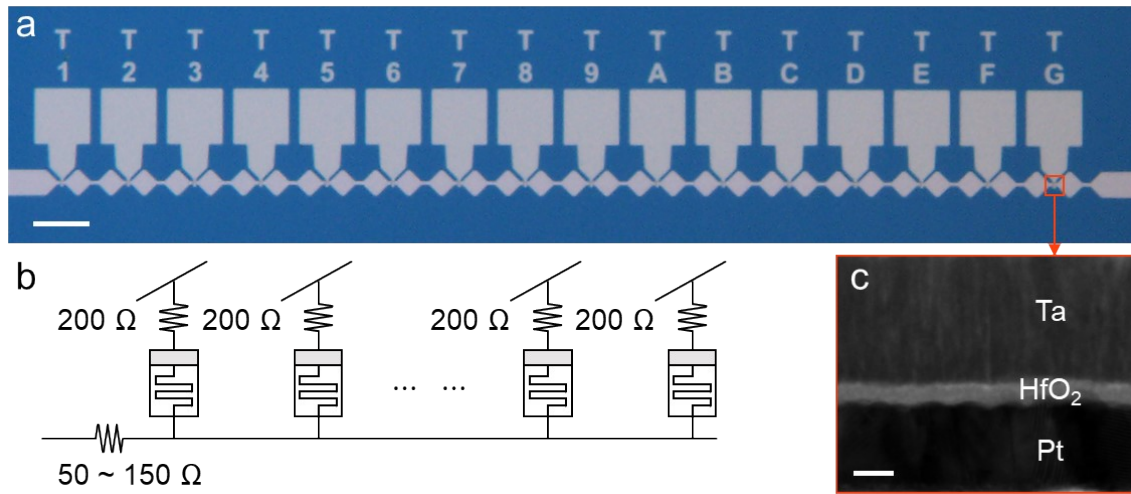 a
T T T T T T T T T T T T T T T T
1 2 3 4 5 6 7 8 9 A B C D E F G
b
200 Ω 200 Ω 200 Ω 200 Ω
... ...
50 ~ 150 Ω
c
Ta
HfO₂
Pt